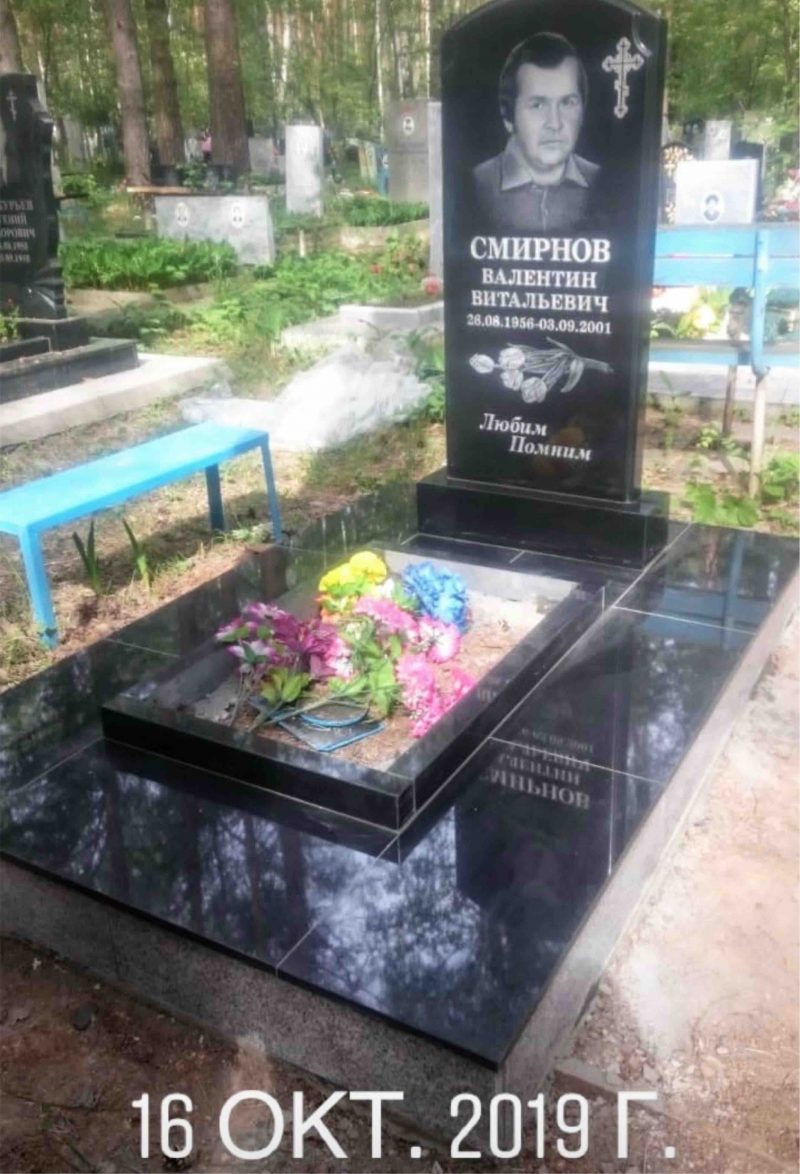 СМИРНОВ
ВАЛЕНТИН
ВИТАЛЬЕВИЧ
26.08.1956-03.09.2001
Любим
Помним
16 ОКТ. 2019 Г.